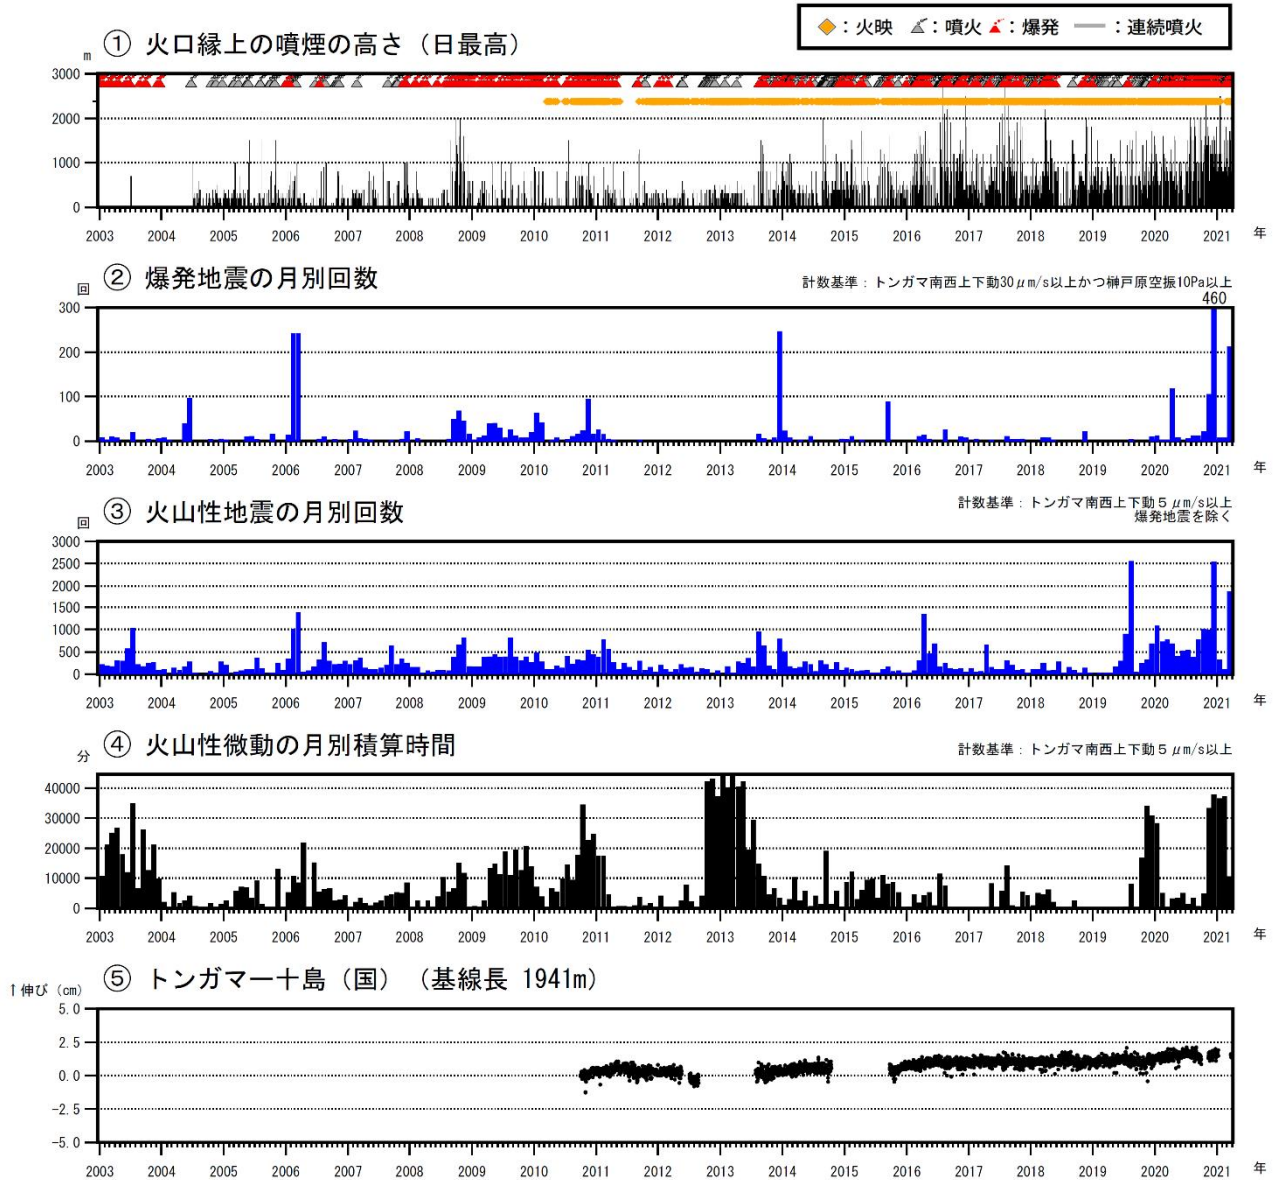 ◆：火映 ：噴火 ：爆発 ：連続噴火
① 火口縁上の噴煙の高さ（日最高）
m
3000
2000
1000
0
2003 2004 2005 2006 2007 2008 2009 2010 2011 2012 2013 2014 2015 2016 2017 2018 2019 2020 2021 年
② 爆発地震の月別回数
計数基準：トンガマ南西上下動30μm/s以上かつ榊戸原空振10Pa以上
回
460
300
200
100
0
2003 2004 2005 2006 2007 2008 2009 2010 2011 2012 2013 2014 2015 2016 2017 2018 2019 2020 2021 年
③ 火山性地震の月別回数
計数基準：トンガマ南西上下動５μm/s以上
爆発地震を除く
回
3000
2500
2000
1500
1000
500
0
2003 2004 2005 2006 2007 2008 2009 2010 2011 2012 2013 2014 2015 2016 2017 2018 2019 2020 2021 年
④ 火山性微動の月別積算時間
計数基準：トンガマ南西上下動５μm/s以上
分
40000
30000
20000
10000
0
2003 2004 2005 2006 2007 2008 2009 2010 2011 2012 2013 2014 2015 2016 2017 2018 2019 2020 2021 年
⑤ トンガマー十島（国）（基線長 1941m）
↑伸び（cm）
5.0
2.5
0.0
-2.5
-5.0
2003 2004 2005 2006 2007 2008 2009 2010 2011 2012 2013 2014 2015 2016 2017 2018 2019 2020 2021 年